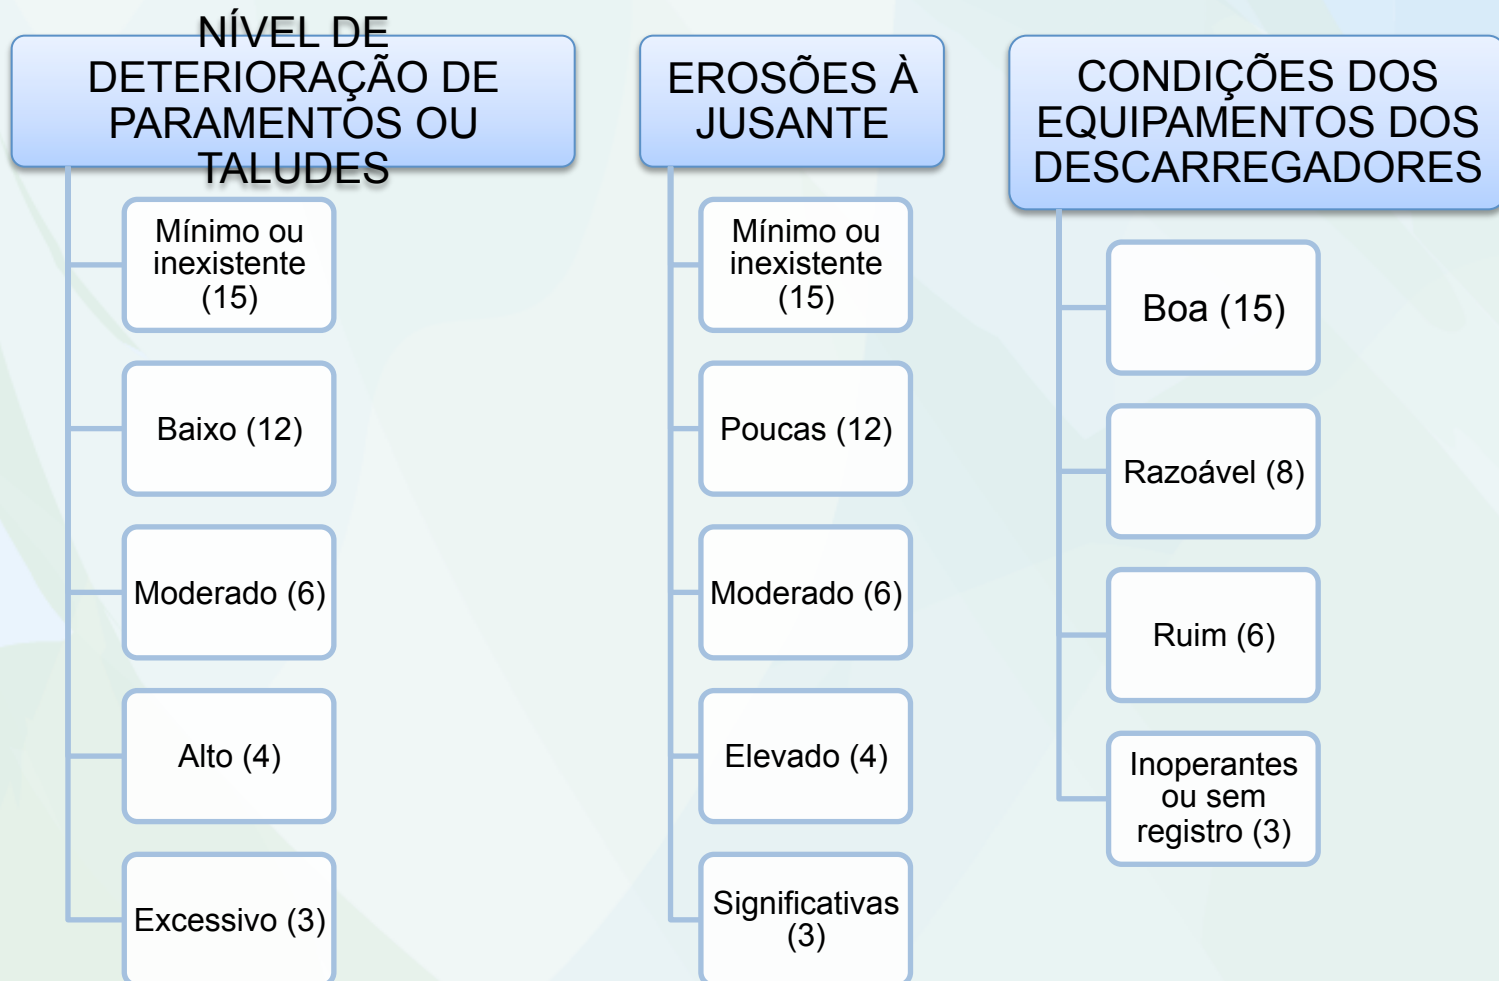 NÍVEL DE
DETERIORAÇÃO DE
PARAMENTOS OU
TALUDES
Mínimo ou
inexistente
(15)
Baixo (12)
Moderado (6)
Alto (4)
Excessivo (3)
EROSÕES À
JUSANTE
Mínimo ou
inexistente
(15)
Poucas (12)
Moderado (6)
Elevado (4)
Significativas
(3)
CONDIÇÕES DOS
EQUIPAMENTOS DOS
DESCARREGADORES
Boa (15)
Razoável (8)
Ruim (6)
Inoperantes
ou sem
registro (3)